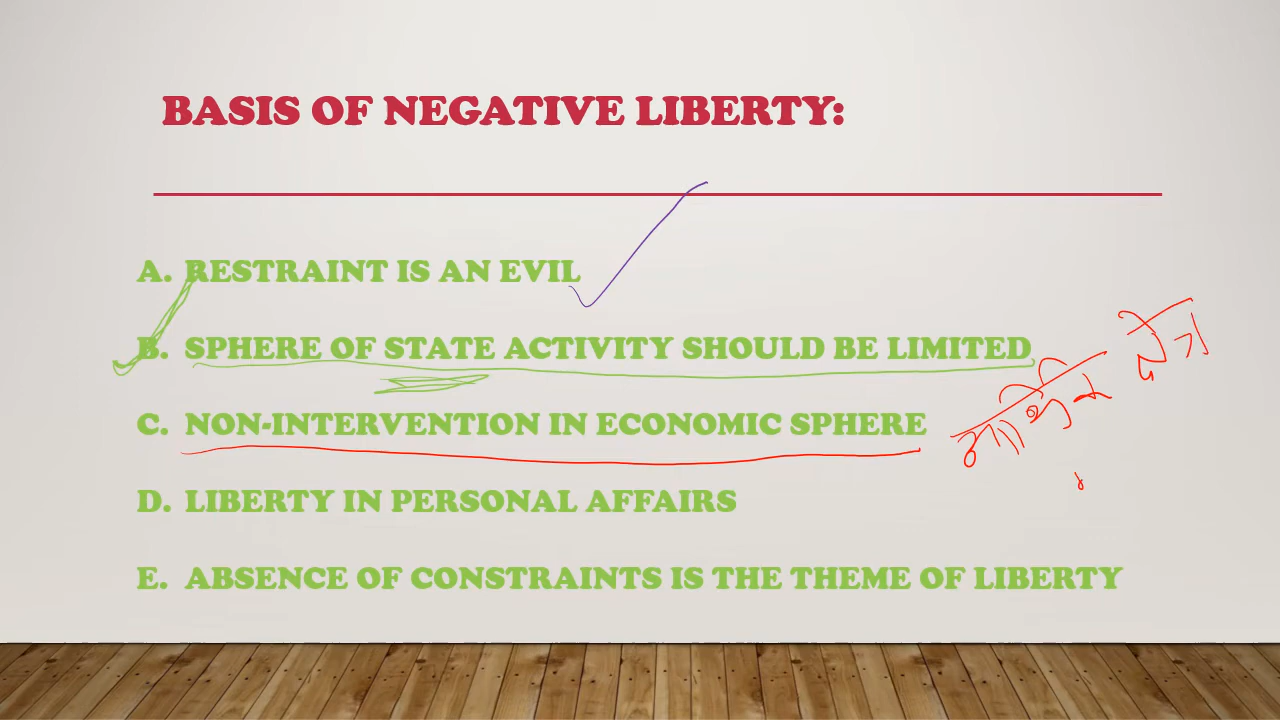 BASIS OF NEGATIVE LIBERTY:
A. RESTRAINT IS AN EVIL
B. SPHERE OF STATE ACTIVITY SHOULD BE LIMITED
C. NON-INTERVENTION IN ECONOMIC SPHERE
D. LIBERTY IN PERSONAL AFFAIRS
E. ABSENCE OF CONSTRAINTS IS THE THEME OF LIBERTY